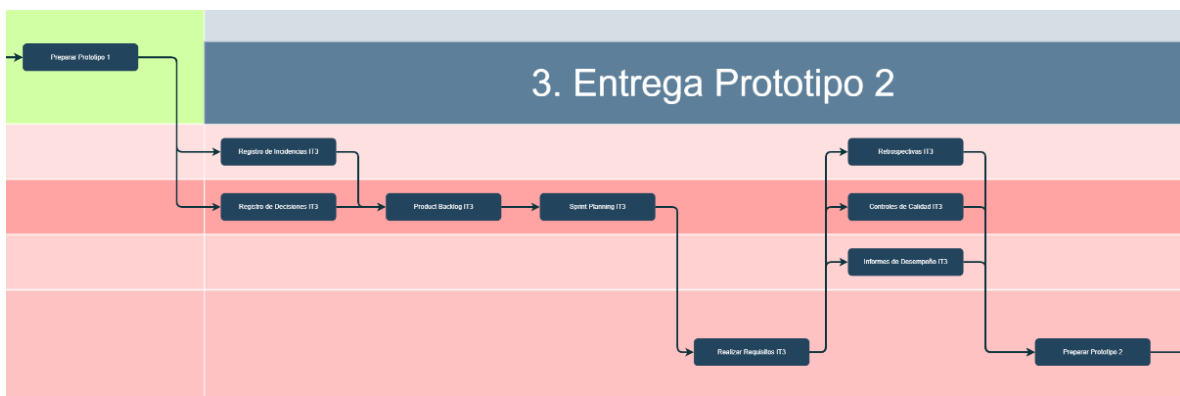 Preparar Prototipo 1
3. Entrega Prototipo 2
Registro de Incidencias IT3
Retrospectivas IT3
Registro de Decisiones IT3
Product Backlog IT3
Sprint Planning IT3
Controles de Calidad IT3
Informes de Desempeño IT3
Realizar Requisitos IT3
Preparar Prototipo 2